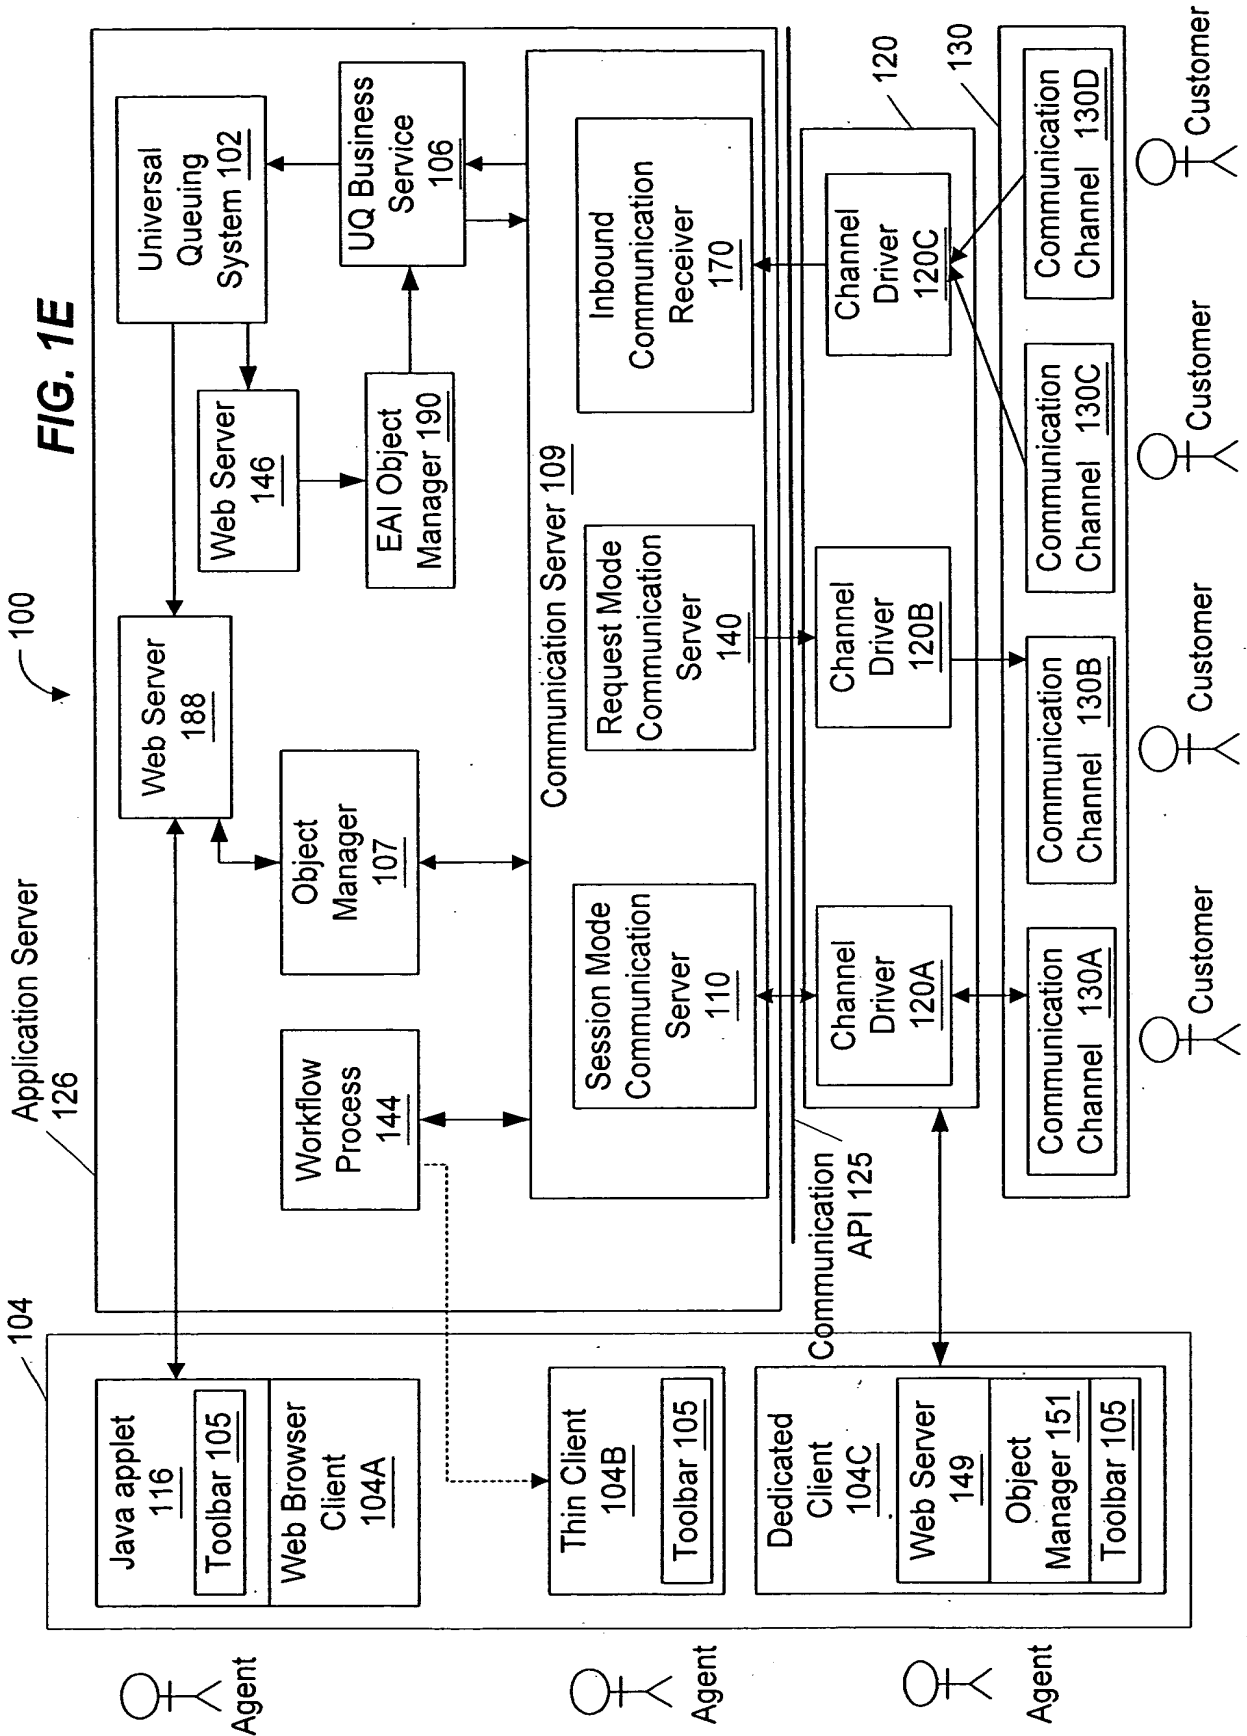 FIG. 1E
100
Application Server
126
104
Java applet
116
Toolbar 105
Web Browser
Client
104A
Agent
Thin Client
104B
Toolbar 105
Agent
Dedicated
Client
104C
Web Server
149
Object
Manager 151
Toolbar 105
Agent
Web Server
188
Universal
Queuing
System 102
Web Server
146
EAI Object
Manager 190
UQ Business
Service
106
Workflow
Process
144
Object
Manager
107
Communication Server 109
Session Mode
Communication
Server
110
Request Mode
Communication
Server
140
Inbound
Communication
Receiver
170
Communication
API 125
120
Channel
Driver
120A
Channel
Driver
120B
Channel
Driver
120C
130
Communication
Channel 130A
Communication
Channel 130B
Communication
Channel 130C
Communication
Channel 130D
Customer
Customer
Customer
Customer